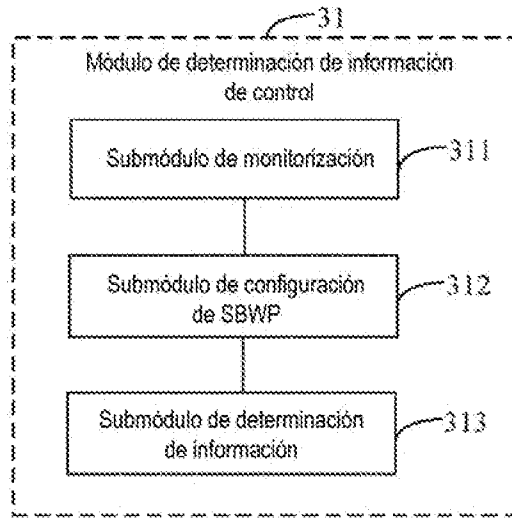 31
Módulo de determinación de información
de control
Submódulo de monitorización
311
Submódulo de configuración
de SBWP
312
Submódulo de determinación
de información
313